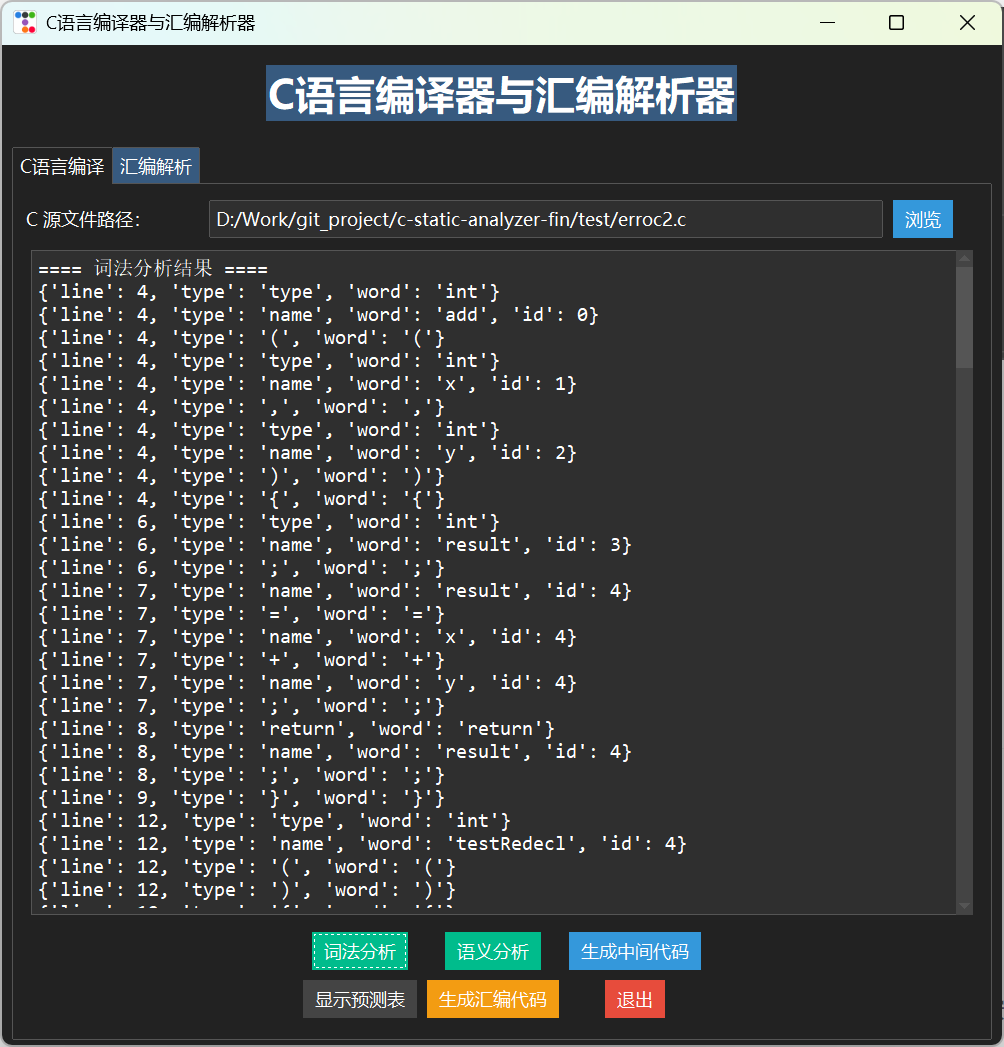 C语言编译器与汇编解析器
C语言编译器与汇编解析器
C语言编译 汇编解析
C 源文件路径: D:/Work/git_project/c-static-analyzer-fin/test/erroc2.c 浏览
==== 词法分析结果 ====
{'line': 4, 'type': 'type', 'word': 'int'}
{'line': 4, 'type': 'name', 'word': 'add', 'id': 0}
{'line': 4, 'type': '(', 'word': '('}
{'line': 4, 'type': 'type', 'word': 'int'}
{'line': 4, 'type': 'name', 'word': 'x', 'id': 1}
{'line': 4, 'type': ',', 'word': ','}
{'line': 4, 'type': 'type', 'word': 'int'}
{'line': 4, 'type': 'name', 'word': 'y', 'id': 2}
{'line': 4, 'type': ')', 'word': ')'}
{'line': 4, 'type': '{', 'word': '{'}
{'line': 6, 'type': 'type', 'word': 'int'}
{'line': 6, 'type': 'name', 'word': 'result', 'id': 3}
{'line': 6, 'type': ';', 'word': ';'}
{'line': 7, 'type': 'name', 'word': 'result', 'id': 4}
{'line': 7, 'type': '=', 'word': '='}
{'line': 7, 'type': 'name', 'word': 'x', 'id': 4}
{'line': 7, 'type': '+', 'word': '+'}
{'line': 7, 'type': 'name', 'word': 'y', 'id': 4}
{'line': 7, 'type': ';', 'word': ';'}
{'line': 8, 'type': 'return', 'word': 'return'}
{'line': 8, 'type': 'name', 'word': 'result', 'id': 4}
{'line': 8, 'type': ';', 'word': ';'}
{'line': 9, 'type': '}', 'word': '}'}
{'line': 12, 'type': 'type', 'word': 'int'}
{'line': 12, 'type': 'name', 'word': 'testRedecl', 'id': 4}
{'line': 12, 'type': '(', 'word': '('}
{'line': 12, 'type': ')', 'word': ')'}
词法分析 语义分析 生成中间代码
显示预测表 生成汇编代码 退出